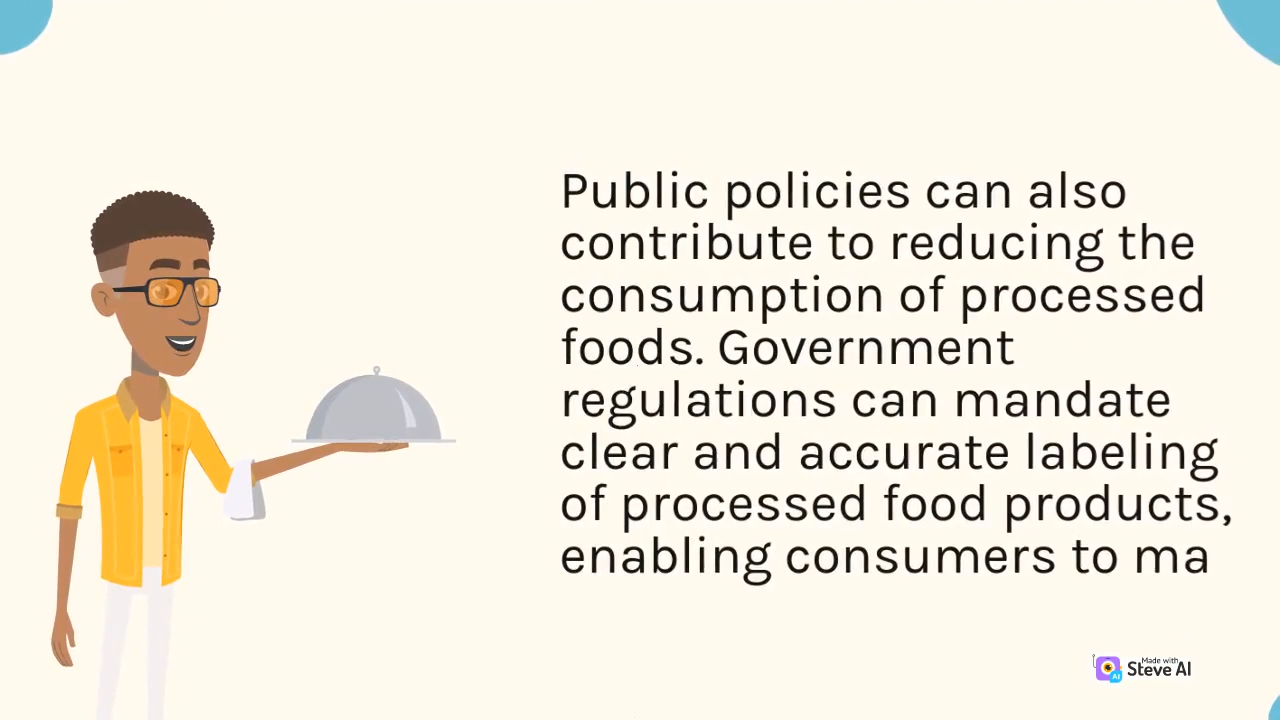 Public policies can also
contribute to reducing the
consumption of processed
foods. Government
regulations can mandate
clear and accurate labeling
of processed food products,
enabling consumers to ma
Made with
Steve AI
AI